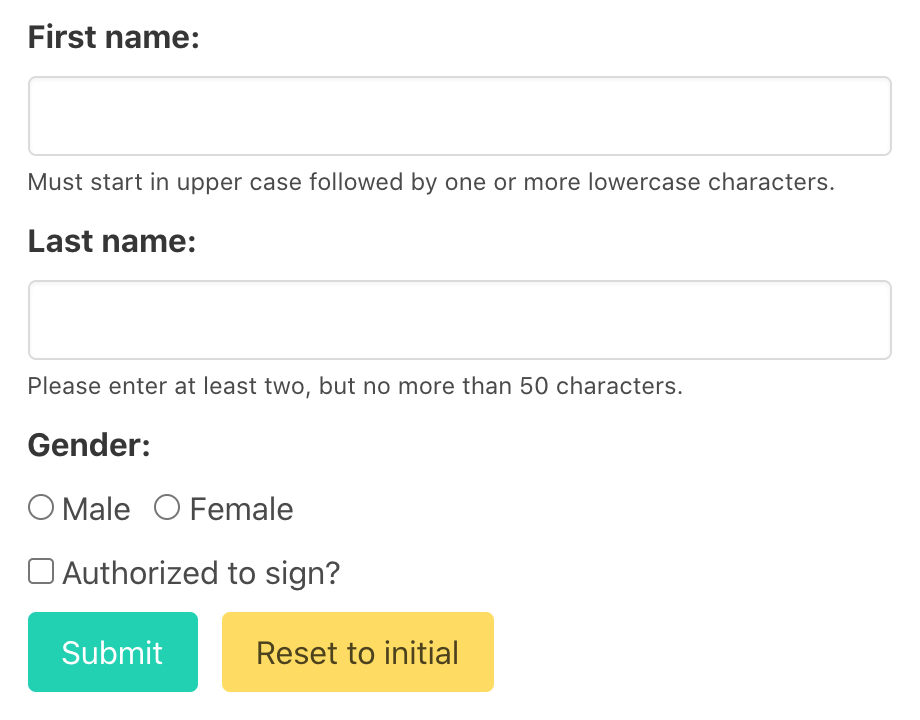 First name:
Must start in upper case followed by one or more lowercase characters.
Last name:
Please enter at least two, but no more than 50 characters.
Gender:
Male Female
Authorized to sign?
Submit Reset to initial